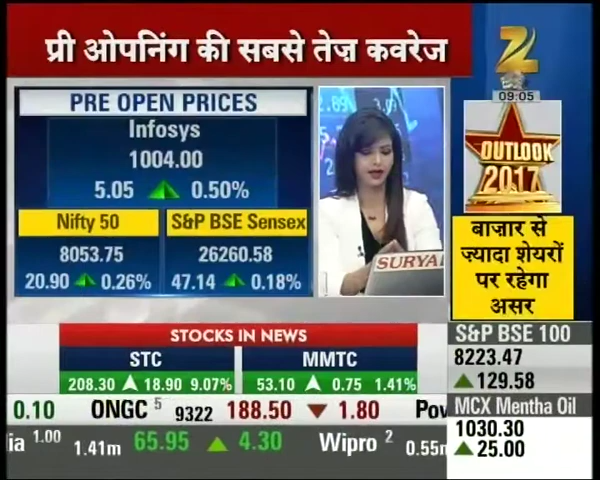 प्री ओपनिंग की सबसे तेज़ कवरेज
PRE OPEN PRICES
Infosys
1004.00
5.05 0.50%
Nifty 50
8053.75
20.90 0.26%
S&P BSE Sensex
26260.58
47.14 0.18%
SURYA
09:05
OUTLOOK
2017
बाज़ार से
ज़्यादा शेयरों
पर रहेगा
असर
STOCKS IN NEWS
STC
208.30 18.90 9.07%
MMTC
53.10 0.75 1.41%
S&P BSE 100
8223.47
129.58
MCX Mentha Oil
1030.30
25.00
0.10 ONGC 5 9322 188.50 1.80 Pov
ia 1.00 1.41m 65.95 4.30 Wipro 2 0.55m